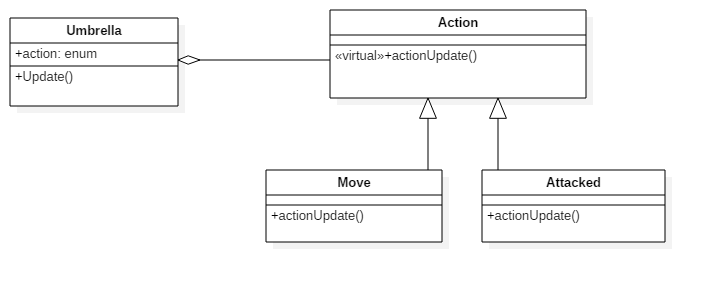 Umbrella
+action: enum
+Update()
Action
«virtual»+actionUpdate()
Move
+actionUpdate()
Attacked
+actionUpdate()